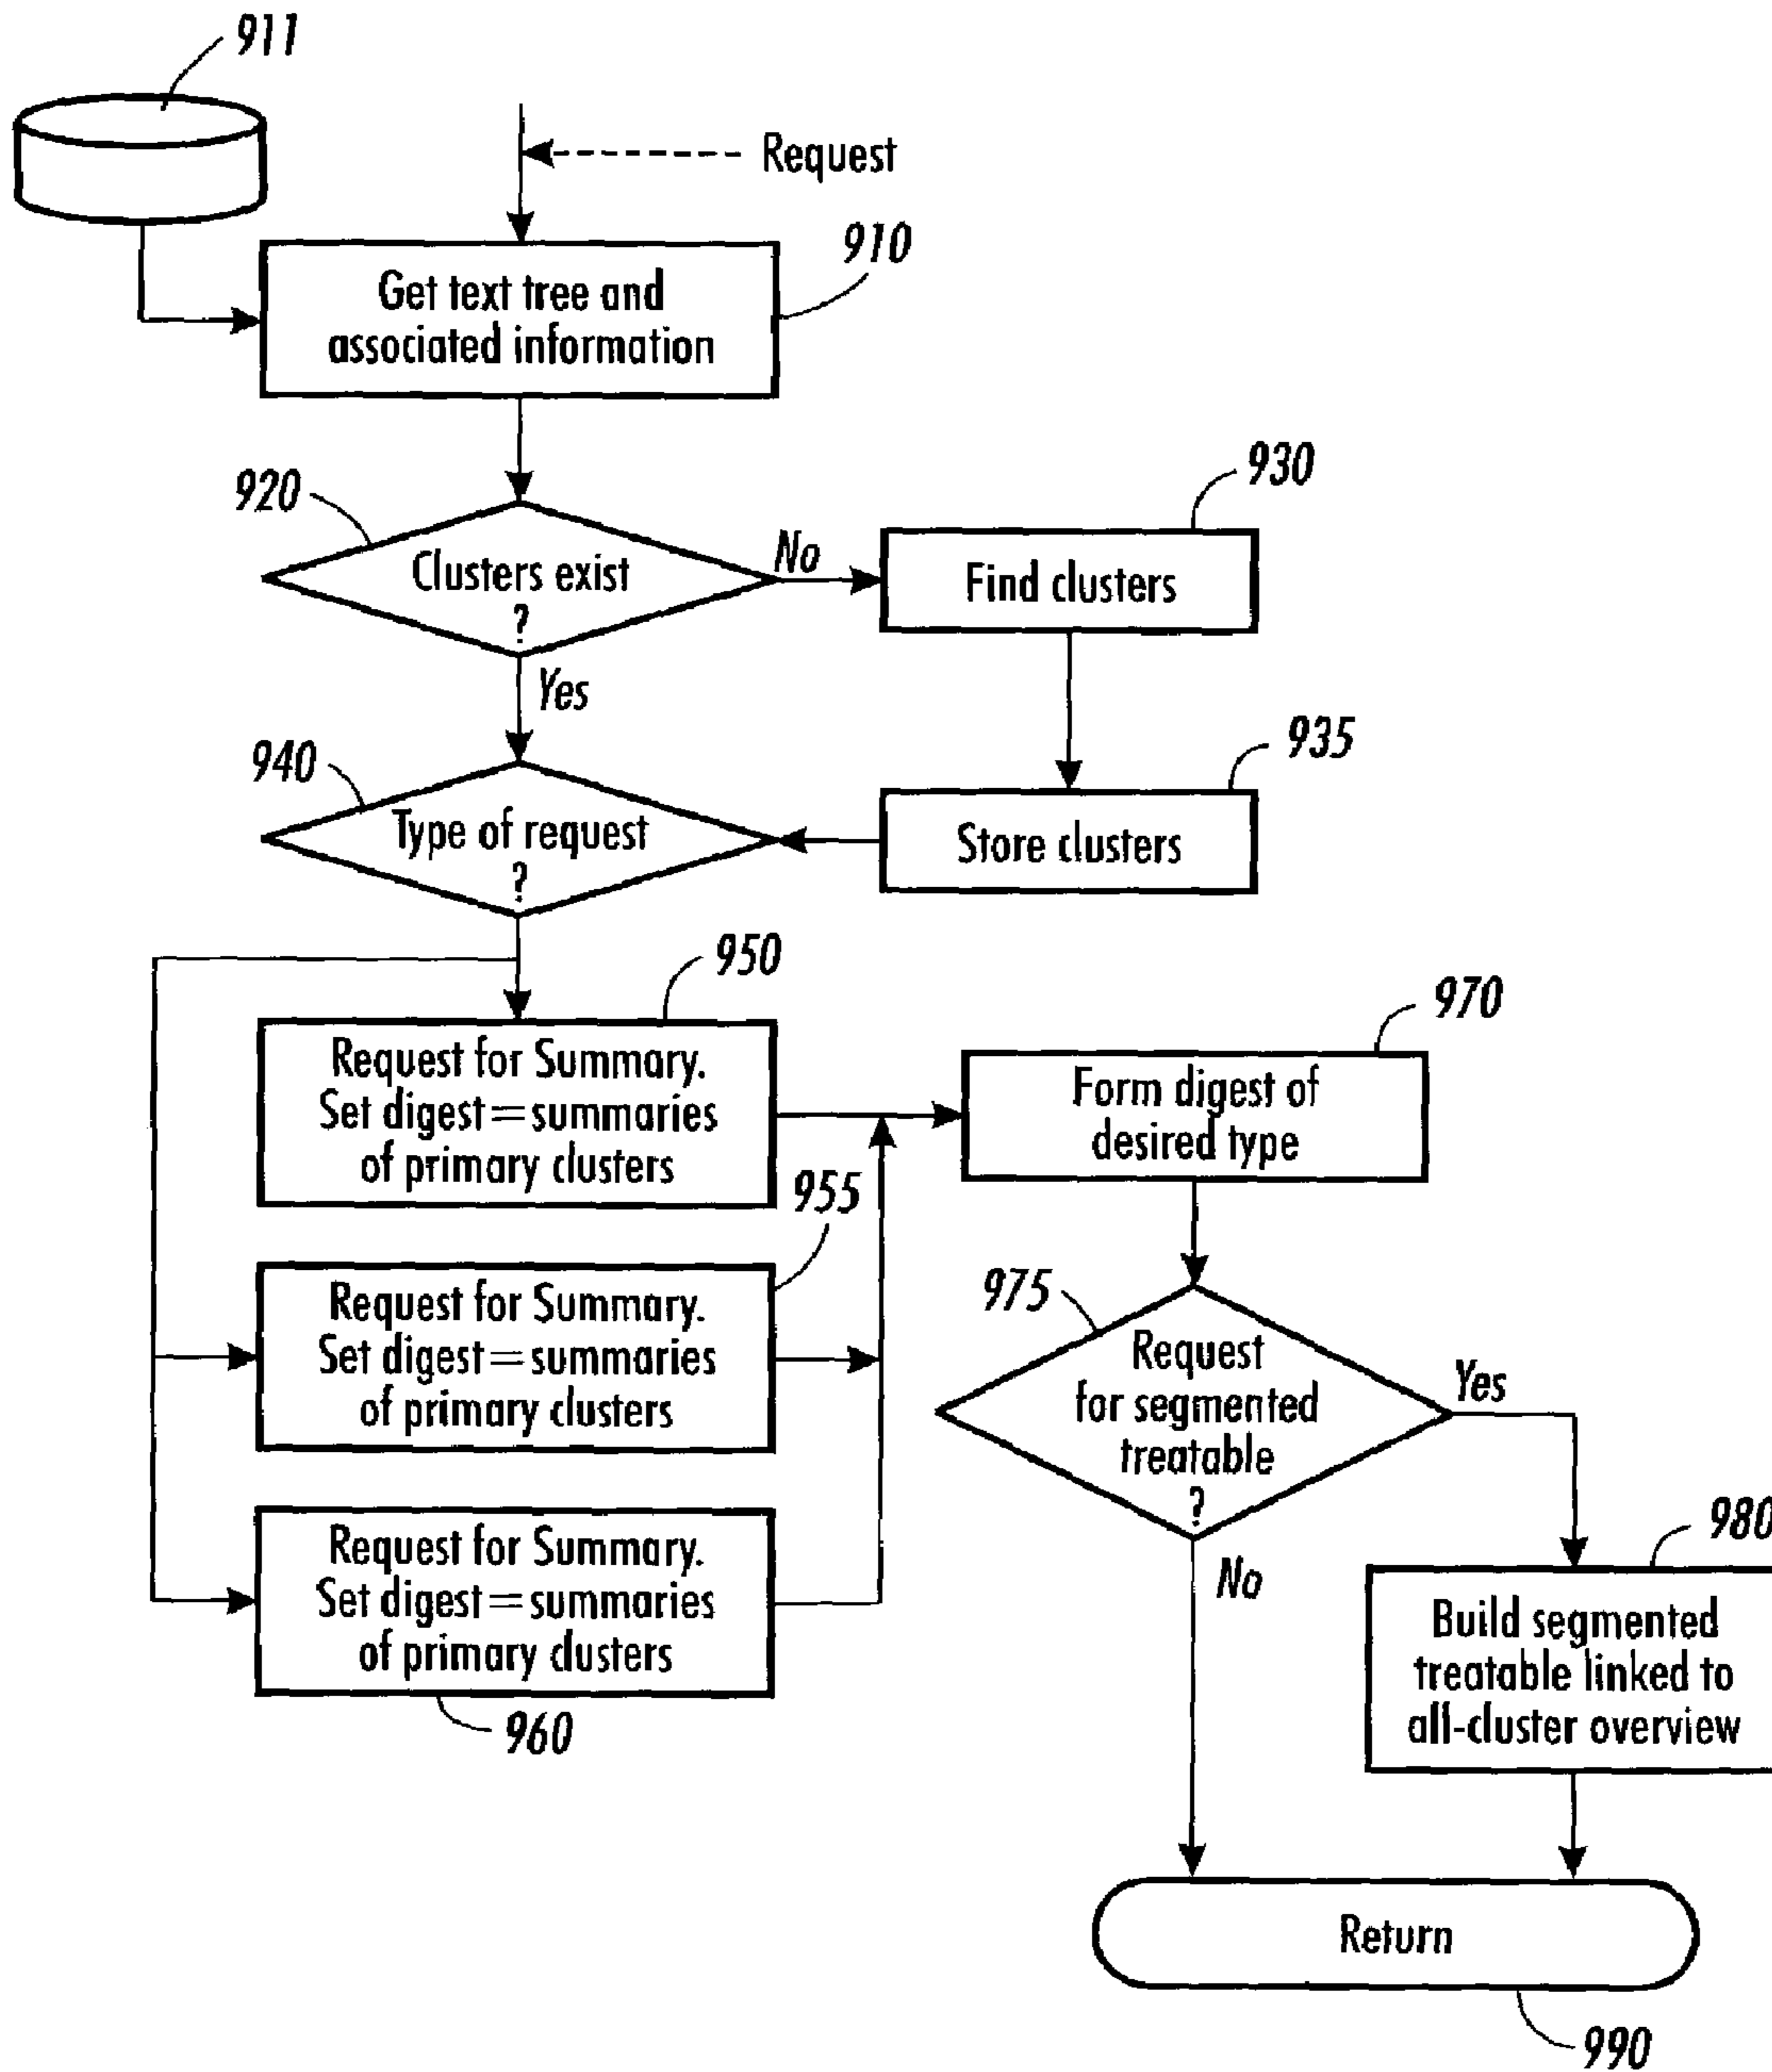 911
Request
910
Get text tree and
associated information
920
Clusters exist
?
No
930
Find clusters
Yes
940
Type of request
?
935
Store clusters
950
Request for Summary.
Set digest=summaries
of primary clusters
955
Request for Summary.
Set digest=summaries
of primary clusters
Request for Summary.
Set digest=summaries
of primary clusters
960
970
Form digest of
desired type
975
Request
for segmented
treatable
?
Yes
No
980
Build segmented
treatable linked to
all-cluster overview
Return
990